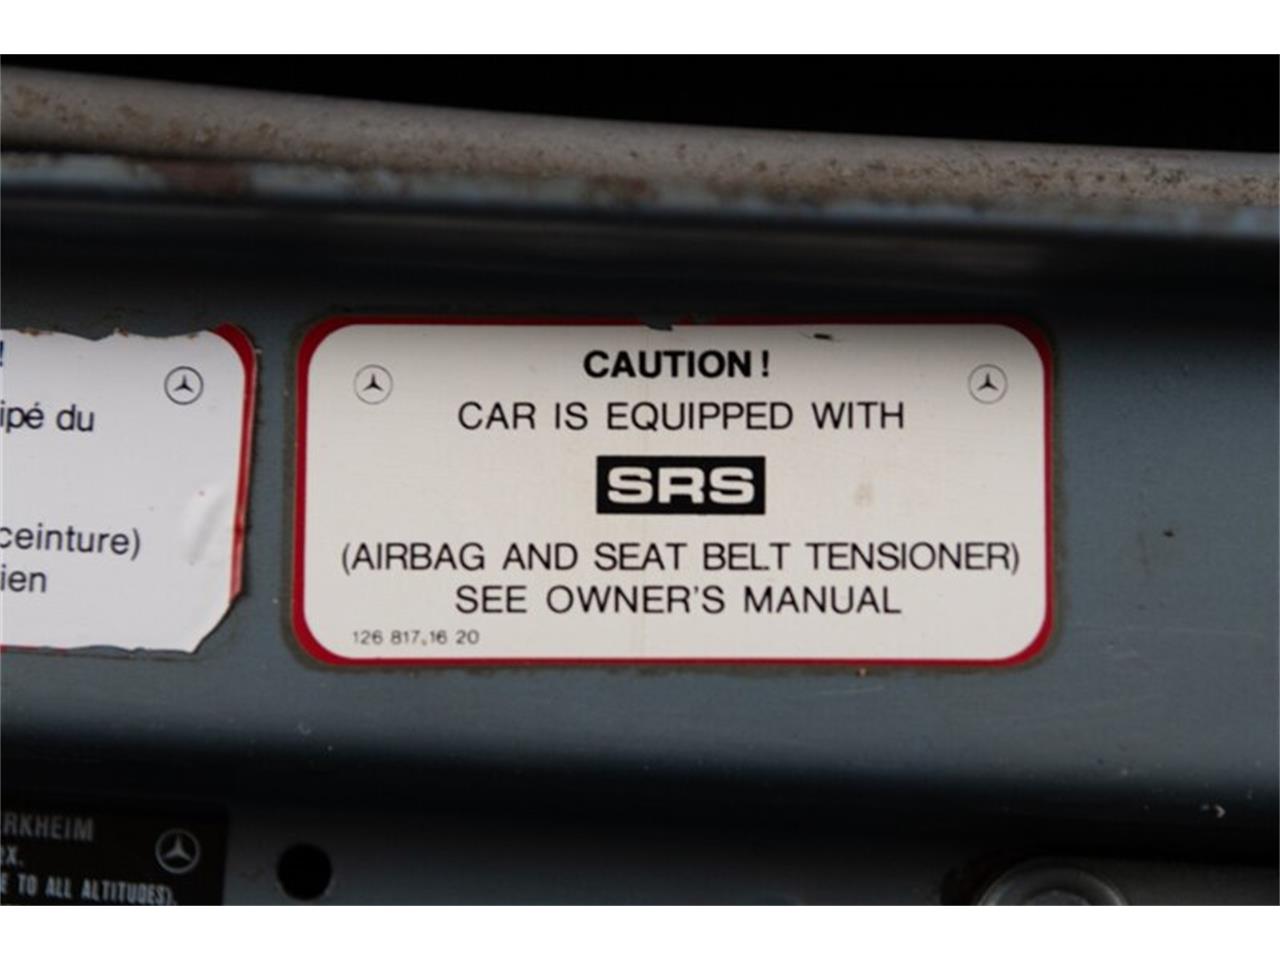 !
ipé du
ceinture)
ien
CAUTION!
CAR IS EQUIPPED WITH
SRS
(AIRBAG AND SEAT BELT TENSIONER)
SEE OWNER'S MANUAL
126 817.16 20
RKHEIM
X.
E TO ALL ALTITUDES).